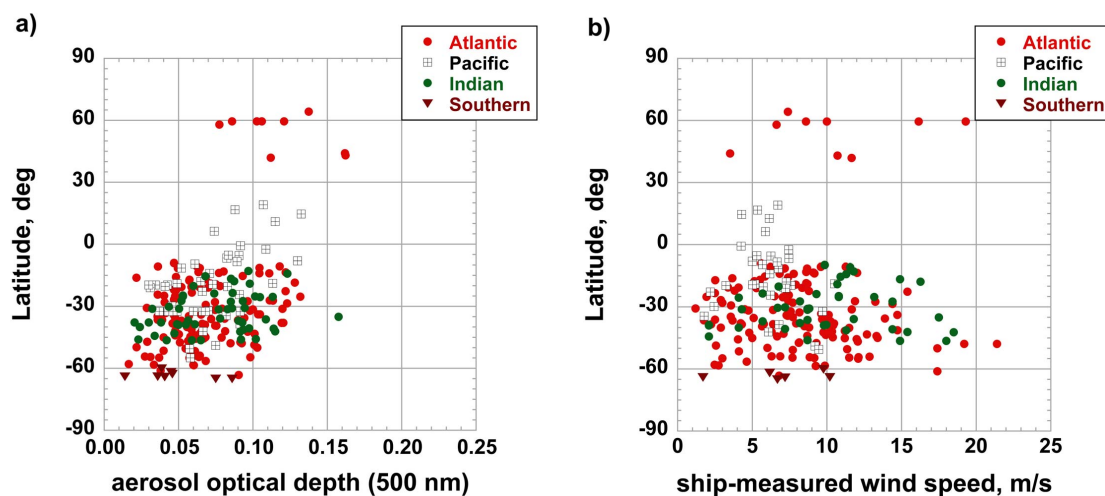 a)
Atlantic
Pacific
Indian
Southern
90
60
30
0
-30
-60
-90
0.00 0.05 0.10 0.15 0.20 0.25
Latitude, deg
aerosol optical depth (500 nm)
b)
Atlantic
Pacific
Indian
Southern
90
60
30
0
-30
-60
-90
0 5 10 15 20 25
Latitude, deg
ship-measured wind speed, m/s